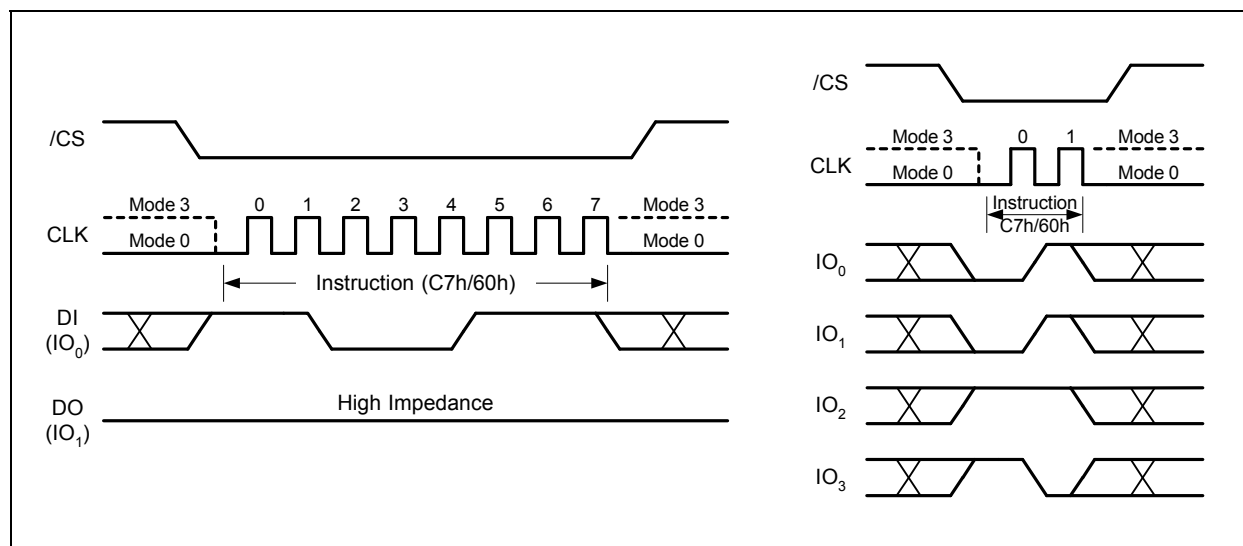 /CS
Mode 3
0 1 2 3 4 5 6 7
Mode 3
CLK
Mode 0
Mode 0
Instruction (C7h/60h)
DI
(IO0)
High Impedance
DO
(IO1)
/CS
Mode 3
0 1
Mode 3
CLK
Mode 0
Mode 0
Instruction
C7h/60h
IO0
IO1
IO2
IO3